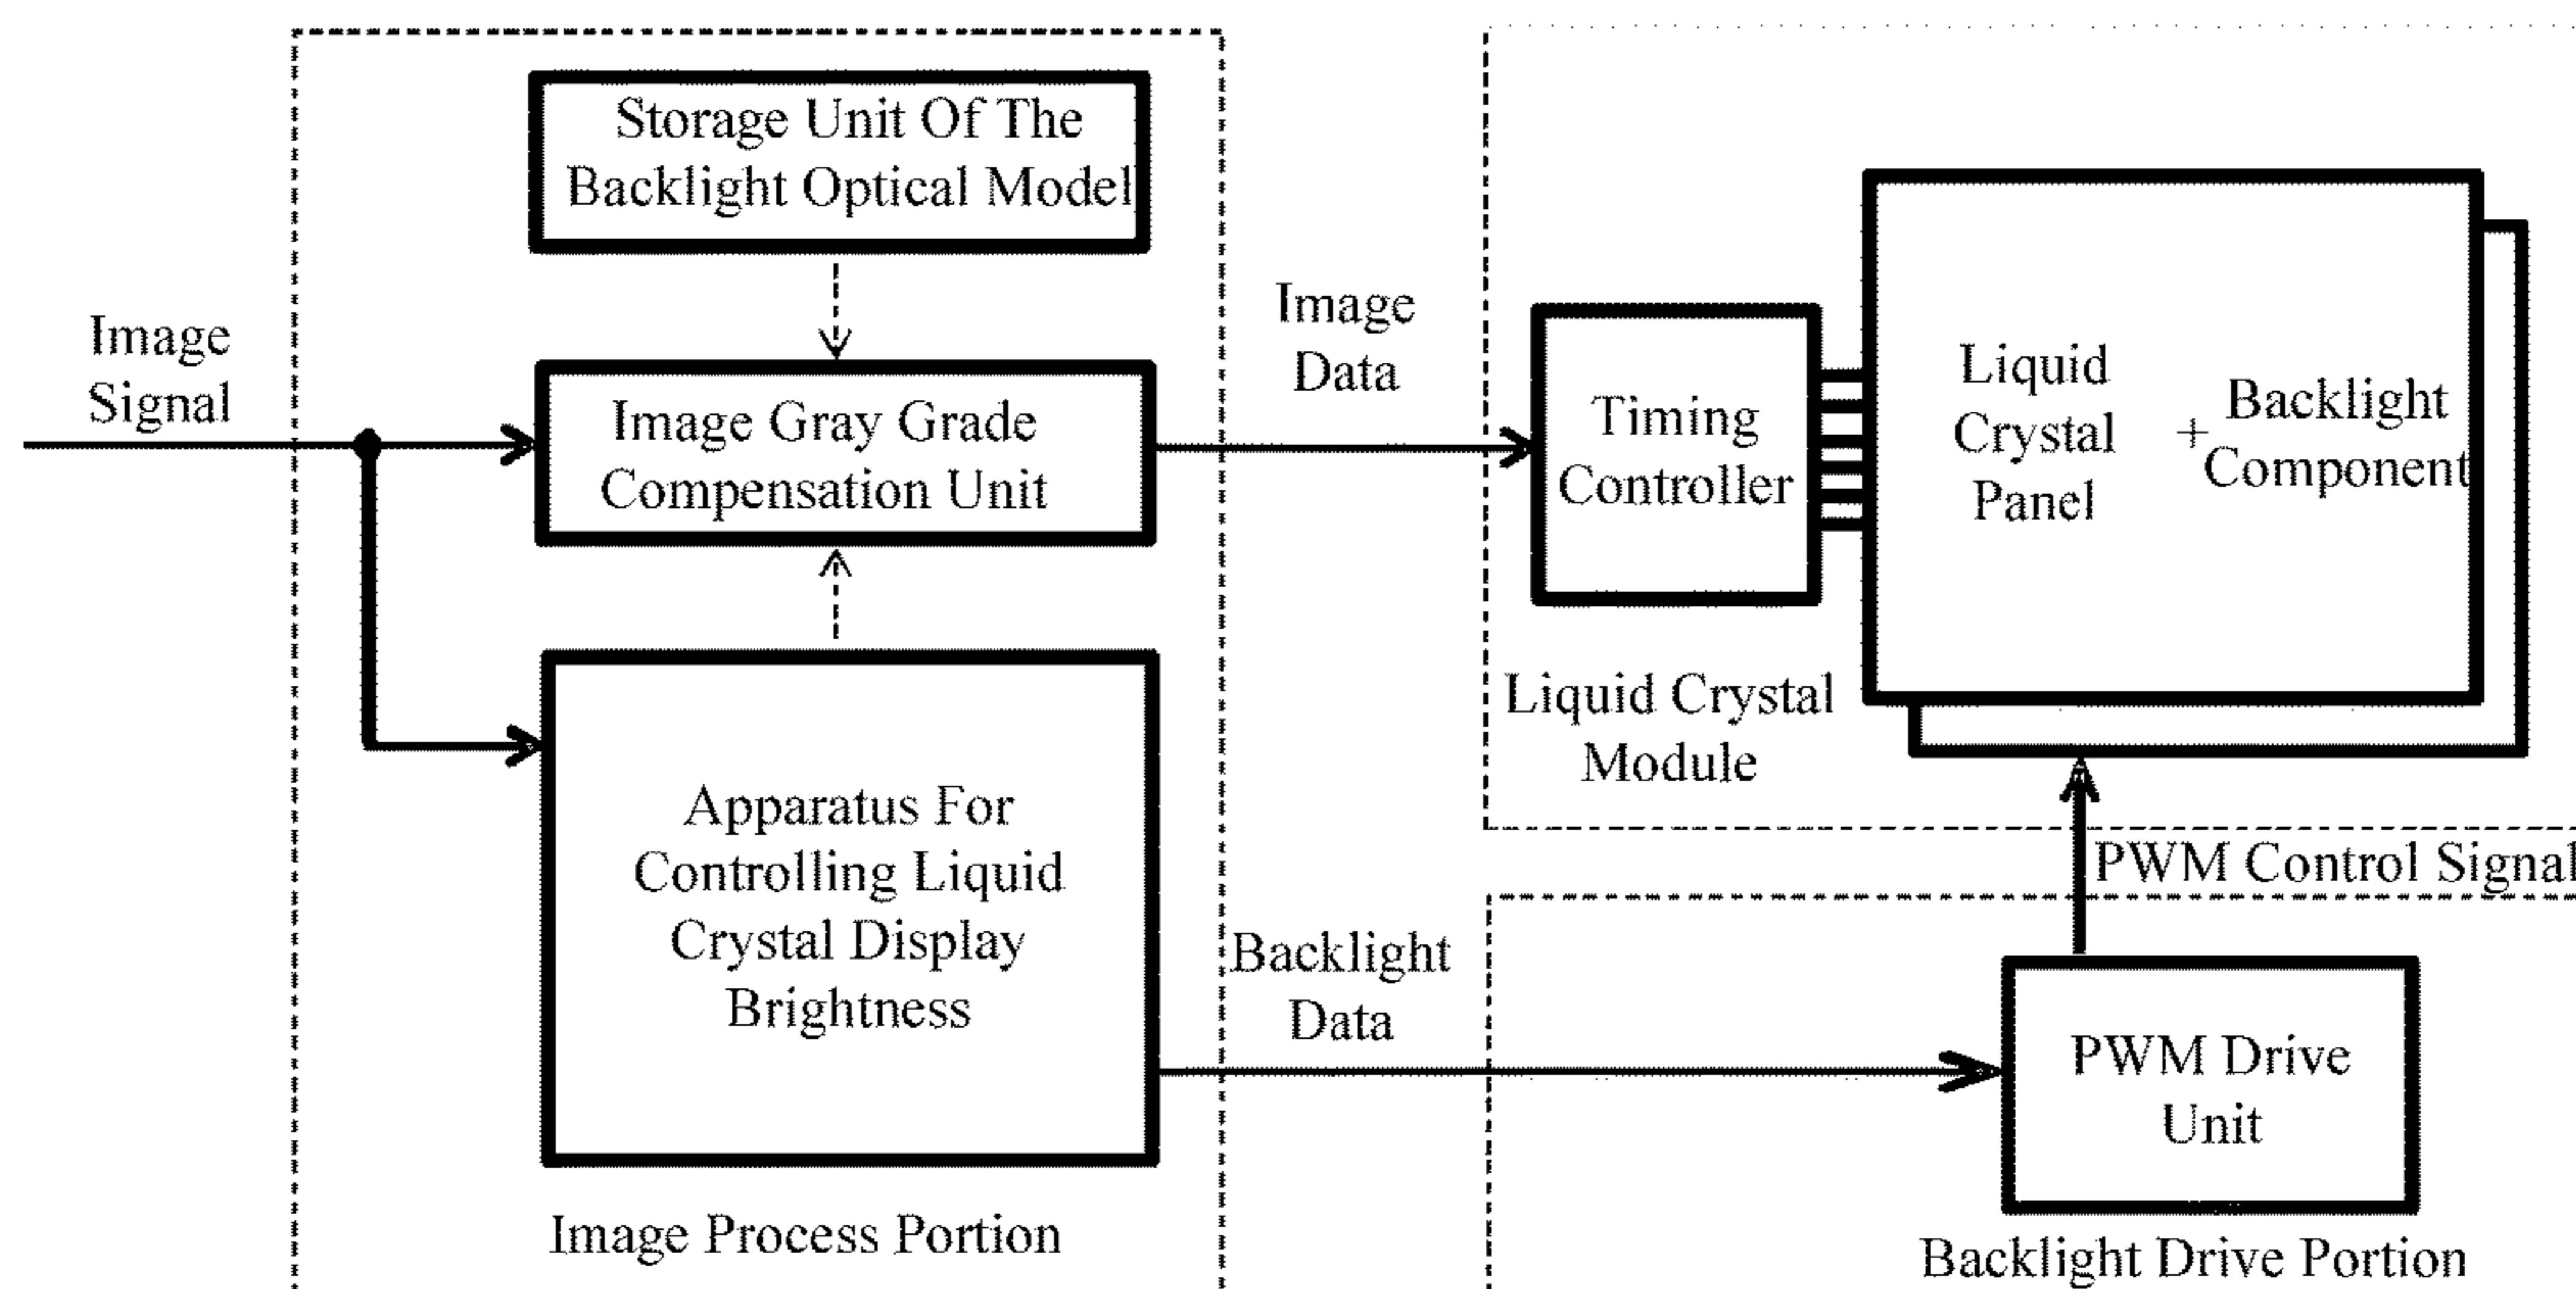 Storage Unit Of The
Backlight Optical Model
Image
Signal
Image Gray Grade
Compensation Unit
Apparatus For
Controlling Liquid
Crystal Display
Brightness
Image Process Portion
Image
Data
Backlight
Data
Timing
Controller
Liquid
Crystal
Panel
+
Backlight
Component
Liquid Crystal
Module
PWM Control Signal
PWM Drive
Unit
Backlight Drive Portion